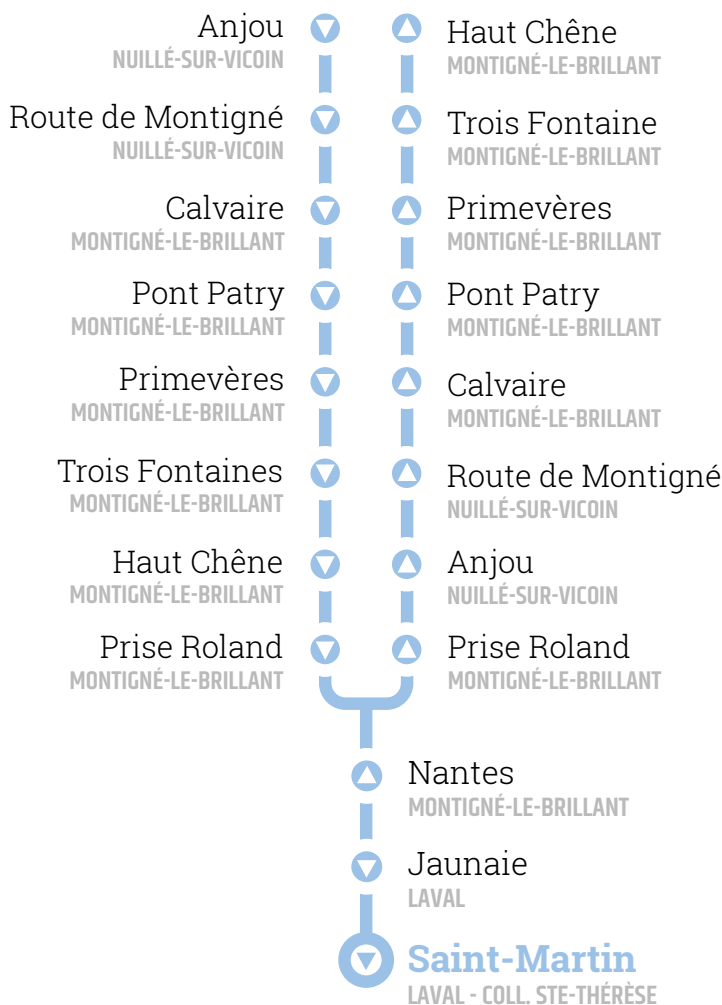 Anjou
NUILLÉ-SUR-VICOIN
Route de Montigné
NUILLÉ-SUR-VICOIN
Calvaire
MONTIGNÉ-LE-BRILLANT
Pont Patry
MONTIGNÉ-LE-BRILLANT
Primevères
MONTIGNÉ-LE-BRILLANT
Trois Fontaines
MONTIGNÉ-LE-BRILLANT
Haut Chêne
MONTIGNÉ-LE-BRILLANT
Prise Roland
MONTIGNÉ-LE-BRILLANT
Haut Chêne
MONTIGNÉ-LE-BRILLANT
Trois Fontaine
MONTIGNÉ-LE-BRILLANT
Primevères
MONTIGNÉ-LE-BRILLANT
Pont Patry
MONTIGNÉ-LE-BRILLANT
Calvaire
MONTIGNÉ-LE-BRILLANT
Route de Montigné
NUILLÉ-SUR-VICOIN
Anjou
NUILLÉ-SUR-VICOIN
Prise Roland
MONTIGNÉ-LE-BRILLANT
Nantes
MONTIGNÉ-LE-BRILLANT
Jaunaie
LAVAL
Saint-Martin
LAVAL - COLL. STE-THÉRÈSE